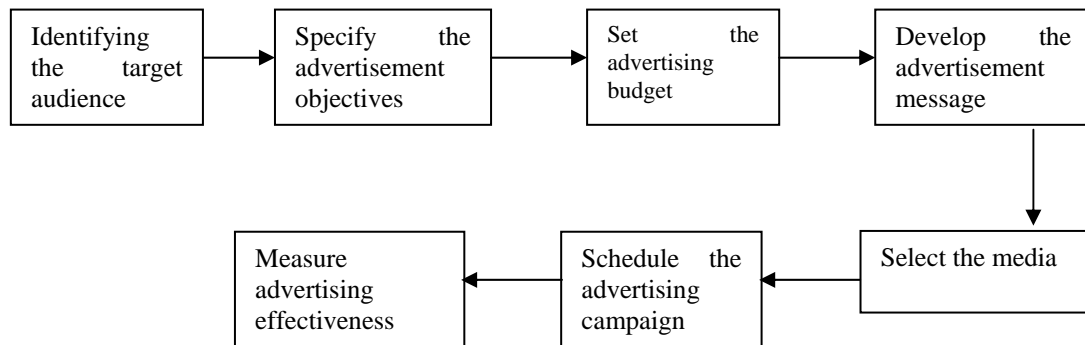 Identifying
the target
audience
Specify the
advertisement
objectives
Set the
advertising
budget
Develop the
advertisement
message
Select the media
Schedule the
advertising
campaign
Measure
advertising
effectiveness